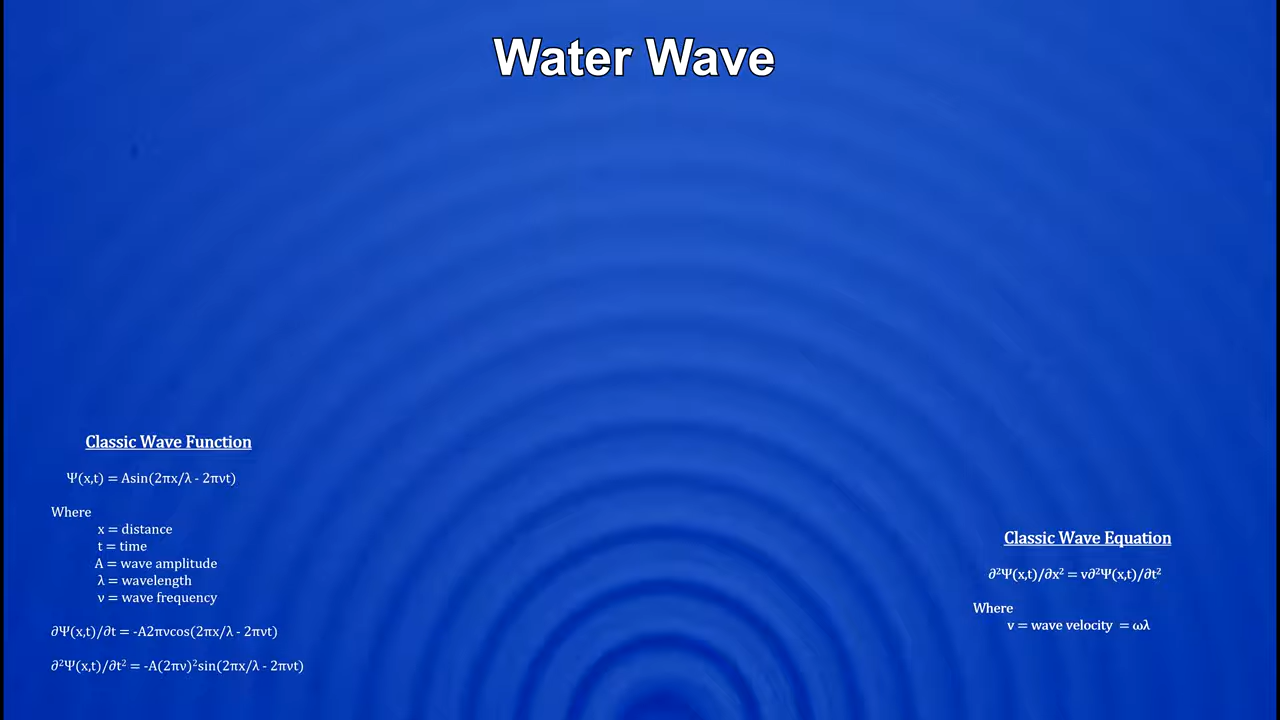 Water Wave
Classic Wave Function
Ψ(x,t) = Asin(2πx/λ - 2πνt)
Where
x = distance
t = time
A = wave amplitude
λ = wavelength
ν = wave frequency
∂Ψ(x,t)/∂t = -A2πνcos(2πx/λ - 2πνt)
∂²Ψ(x,t)/∂t² = -A(2πν)²sin(2πx/λ - 2πνt)
Classic Wave Equation
∂²Ψ(x,t)/∂x² = v∂²Ψ(x,t)/∂t²
Where
v = wave velocity = ωλ